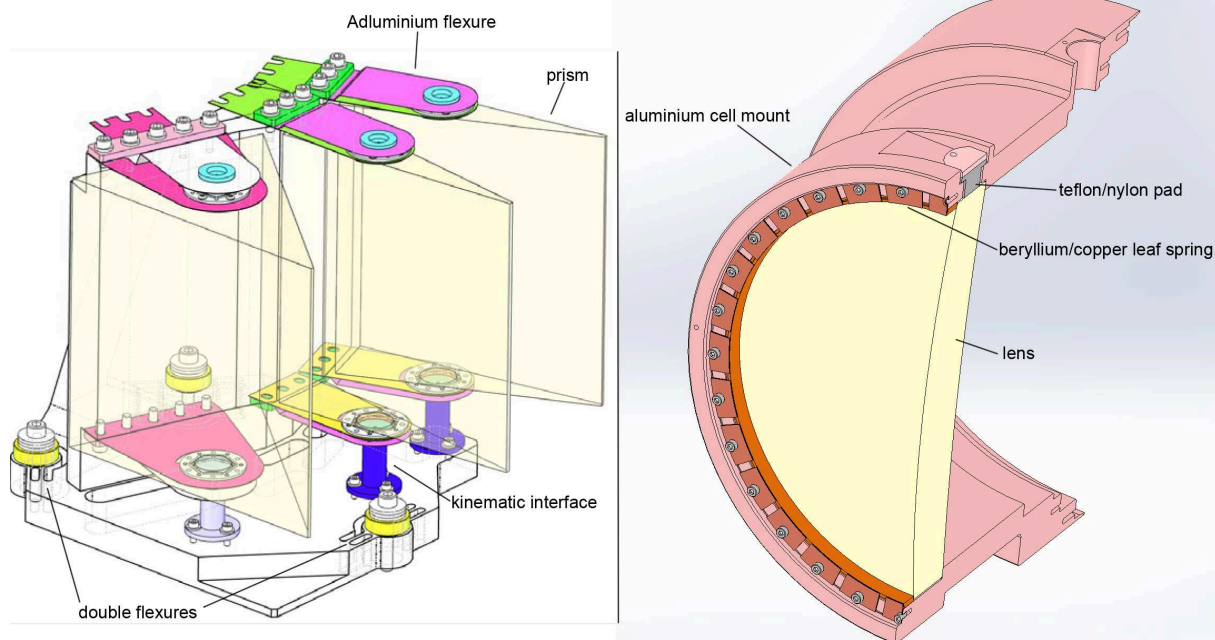 Adluminium flexure
prism
aluminium cell mount
teflon/nylon pad
beryllium/copper leaf spring
lens
kinematic interface
double flexures